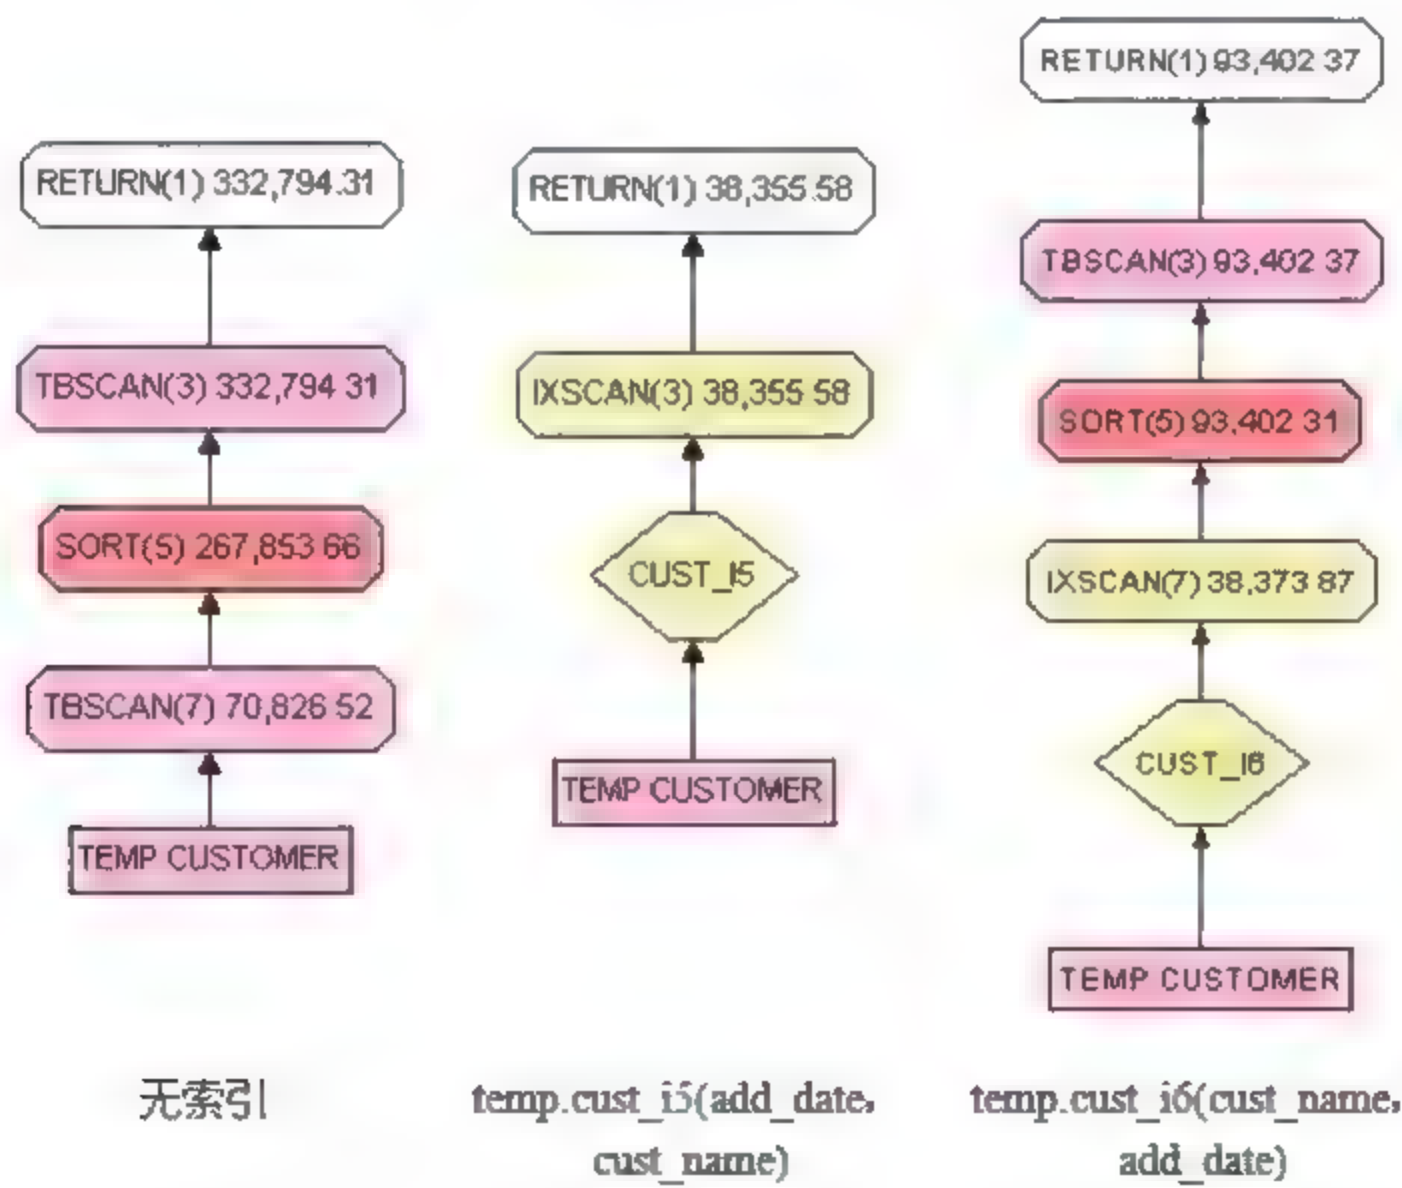 RETURN(1) 332,794.31
TBSCAN(3) 332,794 31
SORT(5) 267,853 66
TBSCAN(7) 70,826 52
TEMP CUSTOMER
无索引
RETURN(1) 38,355 58
IXSCAN(3) 38,355 58
CUST_I5
TEMP CUSTOMER
temp.cust_i5(add_date,
cust_name)
RETURN(1) 93,402 37
TBSCAN(3) 93,402 37
SORT(5) 93,402 31
IXSCAN(7) 38,373 87
CUST_I6
TEMP CUSTOMER
temp.cust_i6(cust_name,
add_date)